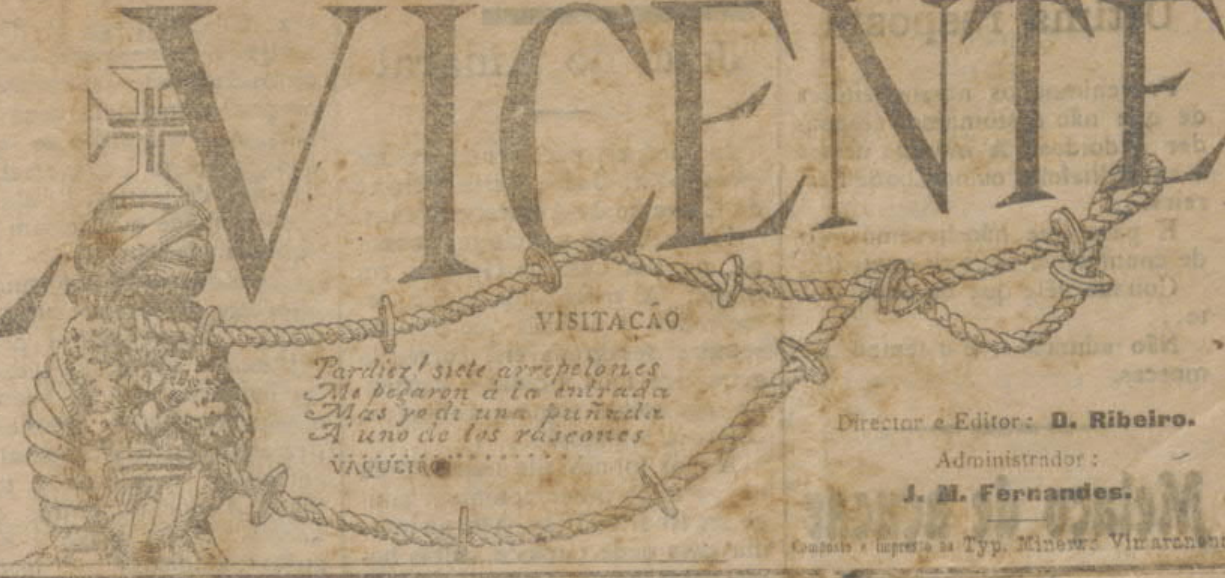 VICENTE
VISITACÃO
Pardiez! siete arrepelones
Me pegaron á la entrada
Mas yo di una puñada
A uno de los rascones
VAQUEIRO
Director e Editor: D. Ribeiro.
Administrador:
J. M. Fernandes.
Composto e impresso na Typ. Minerva Vimaranense